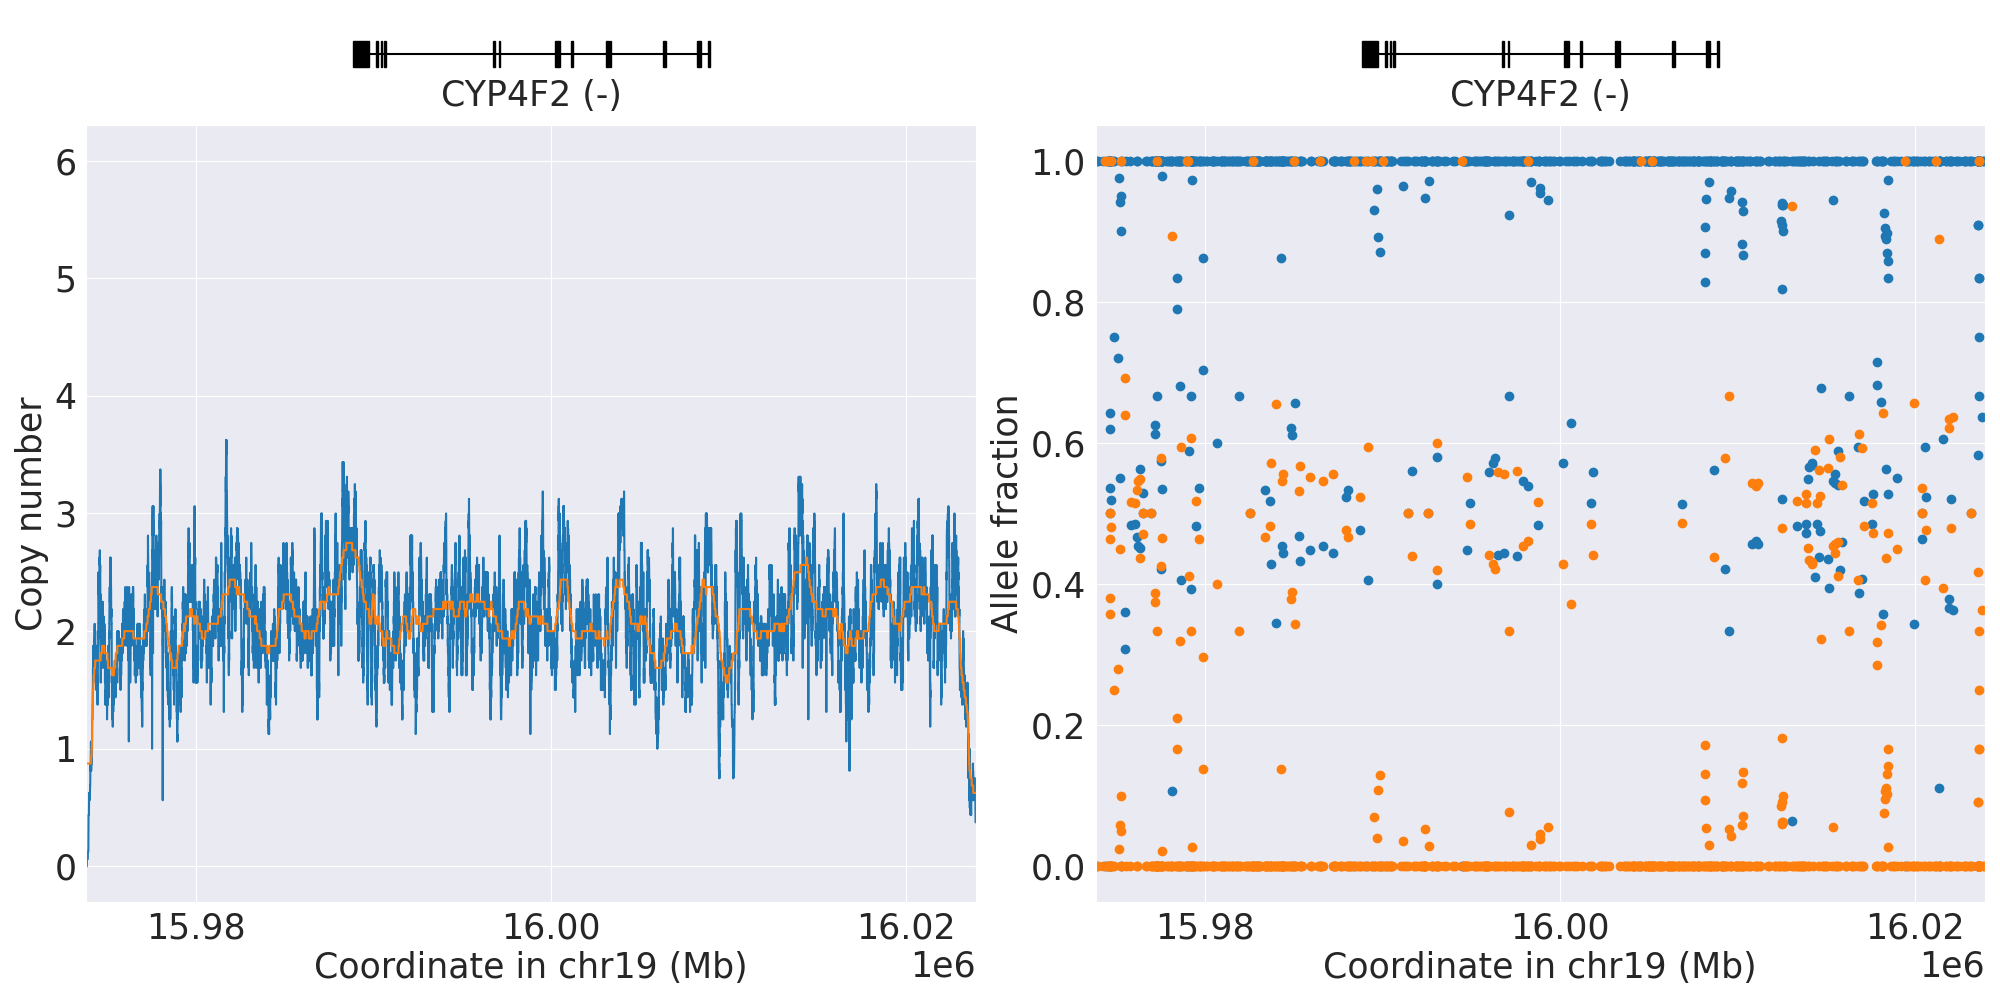 CYP4F2 (-)
Copy number
6
5
4
3
2
1
0
15.98
16.00
16.02
Coordinate in chr19 (Mb)
1e6
CYP4F2 (-)
Allele fraction
1.0
0.8
0.6
0.4
0.2
0.0
15.98
16.00
16.02
Coordinate in chr19 (Mb)
1e6